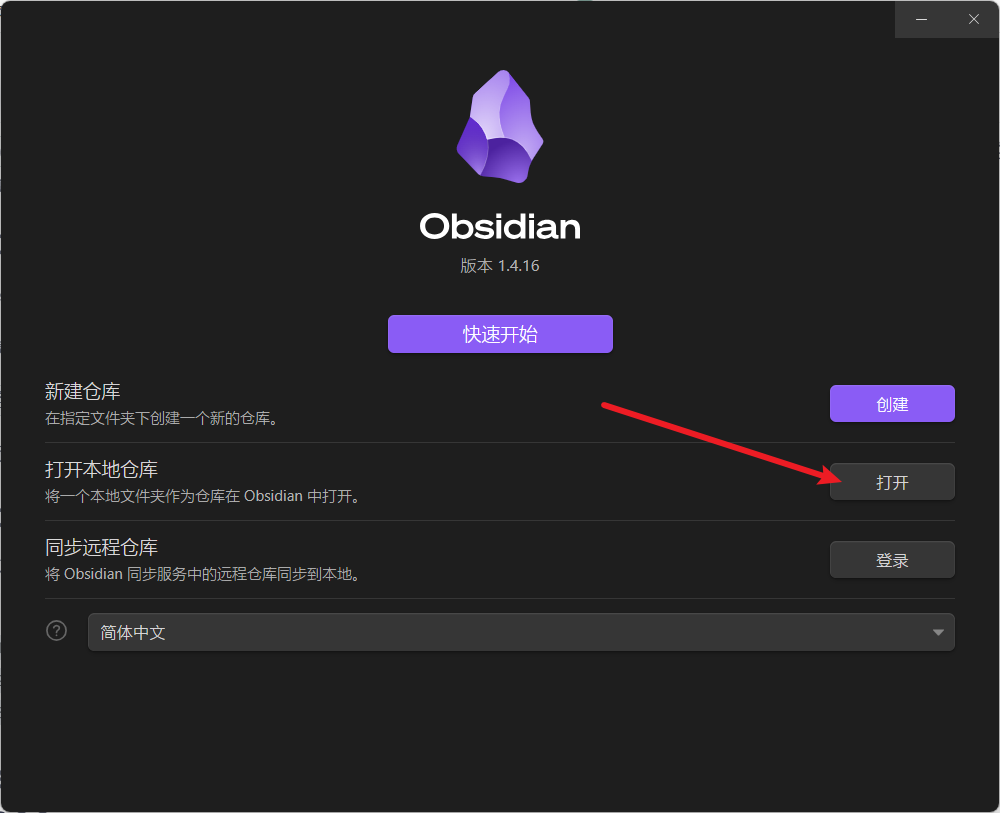 Obsidian
版本 1.4.16
快速开始
新建仓库
在指定文件夹下创建一个新的仓库。
创建
打开本地仓库
将一个本地文件夹作为仓库在 Obsidian 中打开。
打开
同步远程仓库
将 Obsidian 同步服务中的远程仓库同步到本地。
登录
简体中文